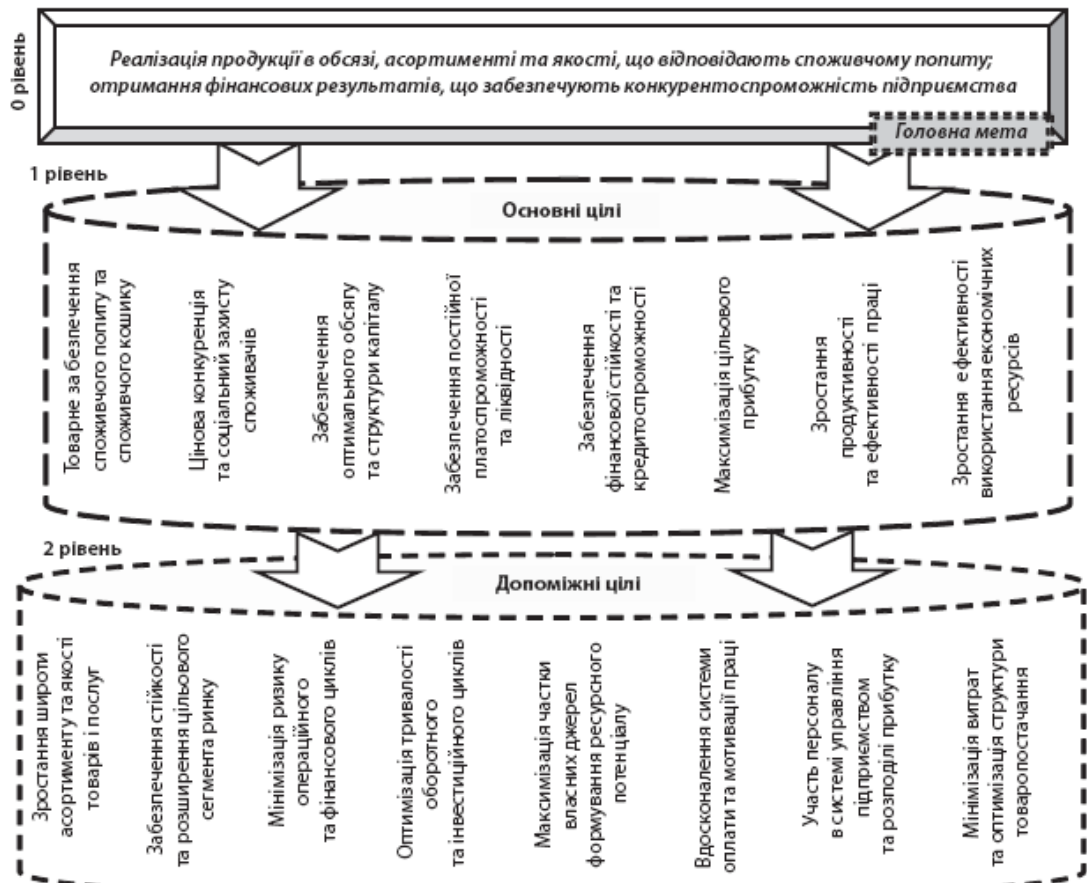 0 рівень
Реалізація продукції в обсязі, асортименті та якості, що відповідають споживчому попиту;
отримання фінансових результатів, що забезпечують конкурентоспроможність підприємства
Головна мета
1 рівень
Основні цілі
Товарне за безпечення
споживчого попиту та
споживчого кошику
Цінова конкуренція
та соціальний захисту
споживачів
Забезпечення
оптимального обсягу
та структури капіталу
Забезпечення постійної
платоспроможності
та ліквідності
Забезпечення
фінансової стійкості та
кредитоспроможності
Максимізація цільового
прибутку
Зростання
продуктивності
та ефективності праці
Зростання ефективності
використання економічних
ресурсів
2 рівень
Допоміжні цілі
Зростання широти
асортименту та якості
товарів і послуг
Забезпечення стійкості
та розширення цільового
сегмента ринку
Мінімізація ризику
операційного
та фінансового циклів
Оптимізація тривалості
оборотного
та інвестиційного циклів
Максимізація частки
власних джерел
формування ресурсного
потенціалу
Вдосконалення системи
оплати та мотивації праці
Участь персоналу
в системі управління
підприємством
та розподілі прибутку
Мінімізація витрат
та оптимізація структури
товаропостачання